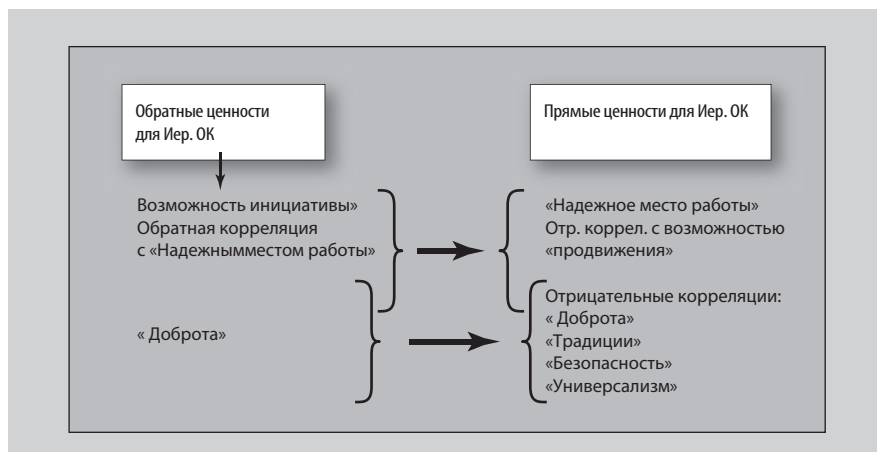 Обратные ценности
для Иер. ОК
Прямые ценности для Иер. ОК
Возможность инициативы»
Обратная корреляция
с «Надежнымместом работы»
«Надежное место работы»
Отр. коррел. с возможностью
«продвижения»
« Доброта»
Отрицательные корреляции:
« Доброта»
«Традиции»
«Безопасность»
«Универсализм»